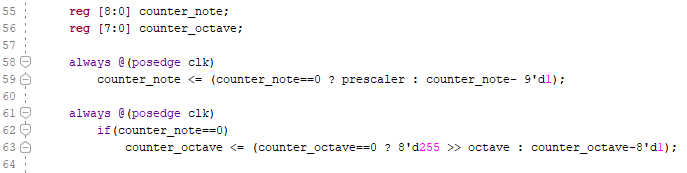 55 reg [8:0] counter_note;
56 reg [7:0] counter_octave;
57
58 always @(posedge clk)
59 counter_note <= (counter_note==0 ? prescaler : counter_note- 9'd1);
60
61 always @(posedge clk)
62 if(counter_note==0)
63 counter_octave <= (counter_octave==0 ? 8'd255 >> octave : counter_octave-8'd1);
64